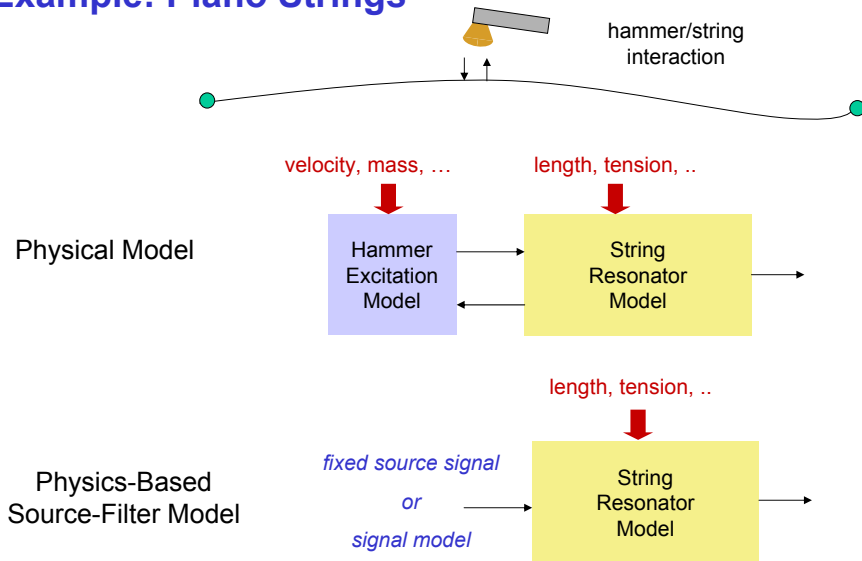 Example: Piano Strings
hammer/string
interaction
velocity, mass, …
length, tension, ..
Physical Model
Hammer
Excitation
Model
String
Resonator
Model
length, tension, ..
Physics-Based
Source-Filter Model
fixed source signal
or
signal model
String
Resonator
Model